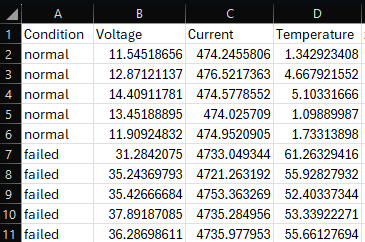 A B C D
1 Condition Voltage Current Temperature
2 normal 11.54518656 474.2455806 1.342923408
3 normal 12.87121137 476.5217363 4.667921552
4 normal 14.40911781 474.5778552 5.10331666
5 normal 13.45188895 474.025709 1.09889987
6 normal 11.90924832 474.9520905 1.73313898
7 failed 31.2842075 4733.049344 61.26329416
8 failed 35.24369793 4721.263192 55.92827932
9 failed 35.42666684 4753.363269 52.40337344
10 failed 37.89187085 4735.284956 53.33922271
11 failed 36.28698611 4735.977953 55.66127694